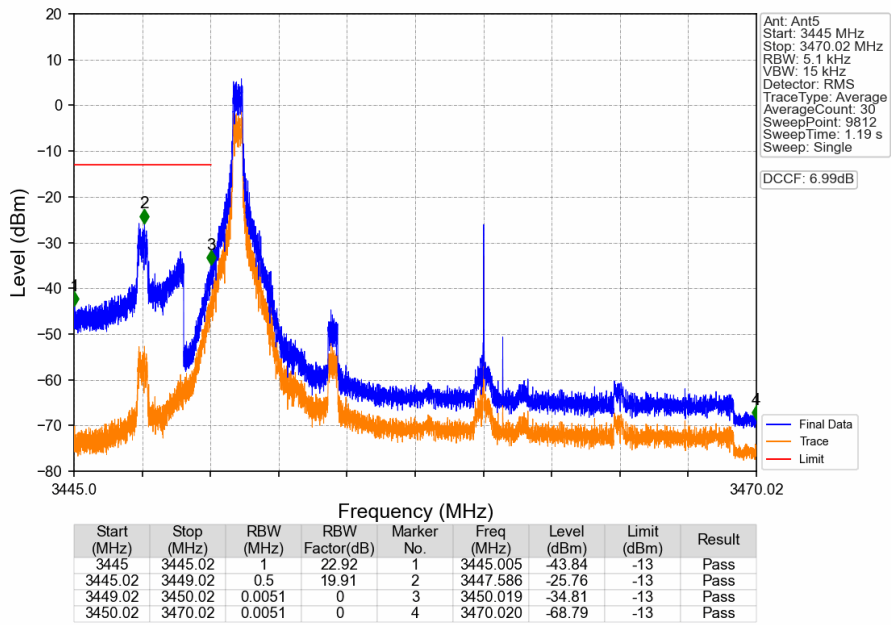 20
10
0
−10
−20
−30
−40
−50
−60
−70
−80
Level (dBm)
1
2
3
4
3445.0
3470.02
Frequency (MHz)
Ant: Ant5
Start: 3445 MHz
Stop: 3470.02 MHz
RBW: 5.1 kHz
VBW: 15 kHz
Detector: RMS
TraceType: Average
AverageCount: 30
SweepPoint: 9812
SweepTime: 1.19 s
Sweep: Single
DCCF: 6.99dB
Final Data
Trace
Limit
Start (MHz) Stop (MHz) RBW (MHz) RBW Factor(dB) Marker No. Freq (MHz) Level (dBm) Limit (dBm) Result
3445 3445.02 1 22.92 1 3445.005 -43.84 -13 Pass
3445.02 3449.02 0.5 19.91 2 3447.586 -25.76 -13 Pass
3449.02 3450.02 0.0051 0 3 3450.019 -34.81 -13 Pass
3450.02 3470.02 0.0051 0 4 3470.020 -68.79 -13 Pass